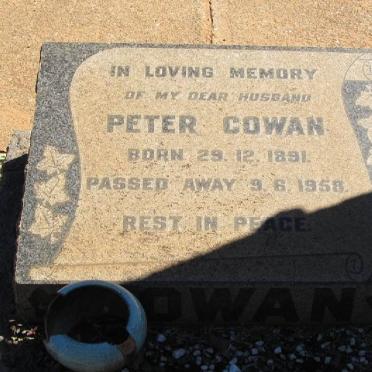 IN LOVING MEMORY
OF MY DEAR HUSBAND
PETER COWAN
BORN 29.12.1891.
PASSED AWAY 9.6.1958.
REST IN PEACE.
COWAN